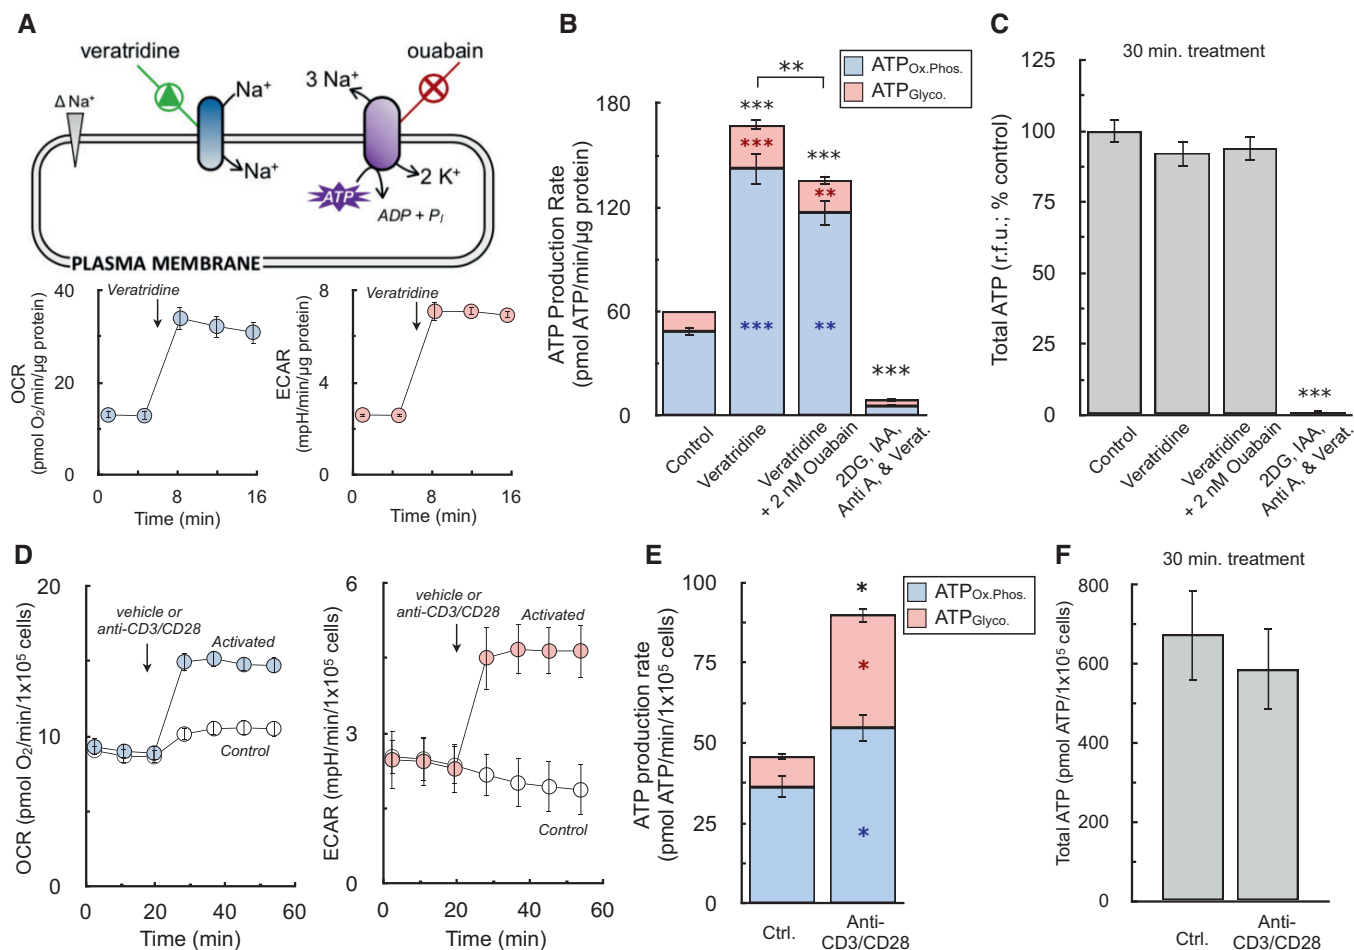 A
veratridine
ouabain
Δ Na⁺
Na⁺
3 Na⁺
Na⁺
2 K⁺
ATP
ADP + Pᵢ
PLASMA MEMBRANE
Veratridine
OCR
(pmol O₂/min/µg protein)
40
20
0
0 8 16
Time (min)
Veratridine
ECAR
(mpH/min/µg protein)
8
4
0
0 8 16
Time (min)
B
ATP Ox.Phos.
ATP Glyco.
**
***
***
***
***
**
**
***
ATP Production Rate
(pmol ATP/min/µg protein)
180
120
60
0
Control
Veratridine
Veratridine
+ 2 nM Ouabain
2DG, IAA,
Anti A, & Verat.
C
30 min. treatment
Total ATP (r.f.u.; % control)
125
100
75
50
25
0
***
Control
Veratridine
Veratridine
+ 2 nM Ouabain
2DG, IAA,
Anti A, & Verat.
D
OCR (pmol O₂/min/1x10⁵ cells)
20
10
0
vehicle or
anti-CD3/CD28
Activated
Control
0 20 40 60
Time (min)
ECAR (mpH/min/1x10⁵ cells)
6
3
0
vehicle or
anti-CD3/CD28
Activated
Control
0 20 40 60
Time (min)
E
ATP Ox.Phos.
ATP Glyco.
ATP production rate
(pmol ATP/min/1x10⁵ cells)
100
75
50
25
0
*
*
*
Ctrl.
Anti-
CD3/CD28
F
30 min. treatment
Total ATP (pmol ATP/1x10⁵ cells)
800
600
400
200
0
Ctrl.
Anti-
CD3/CD28